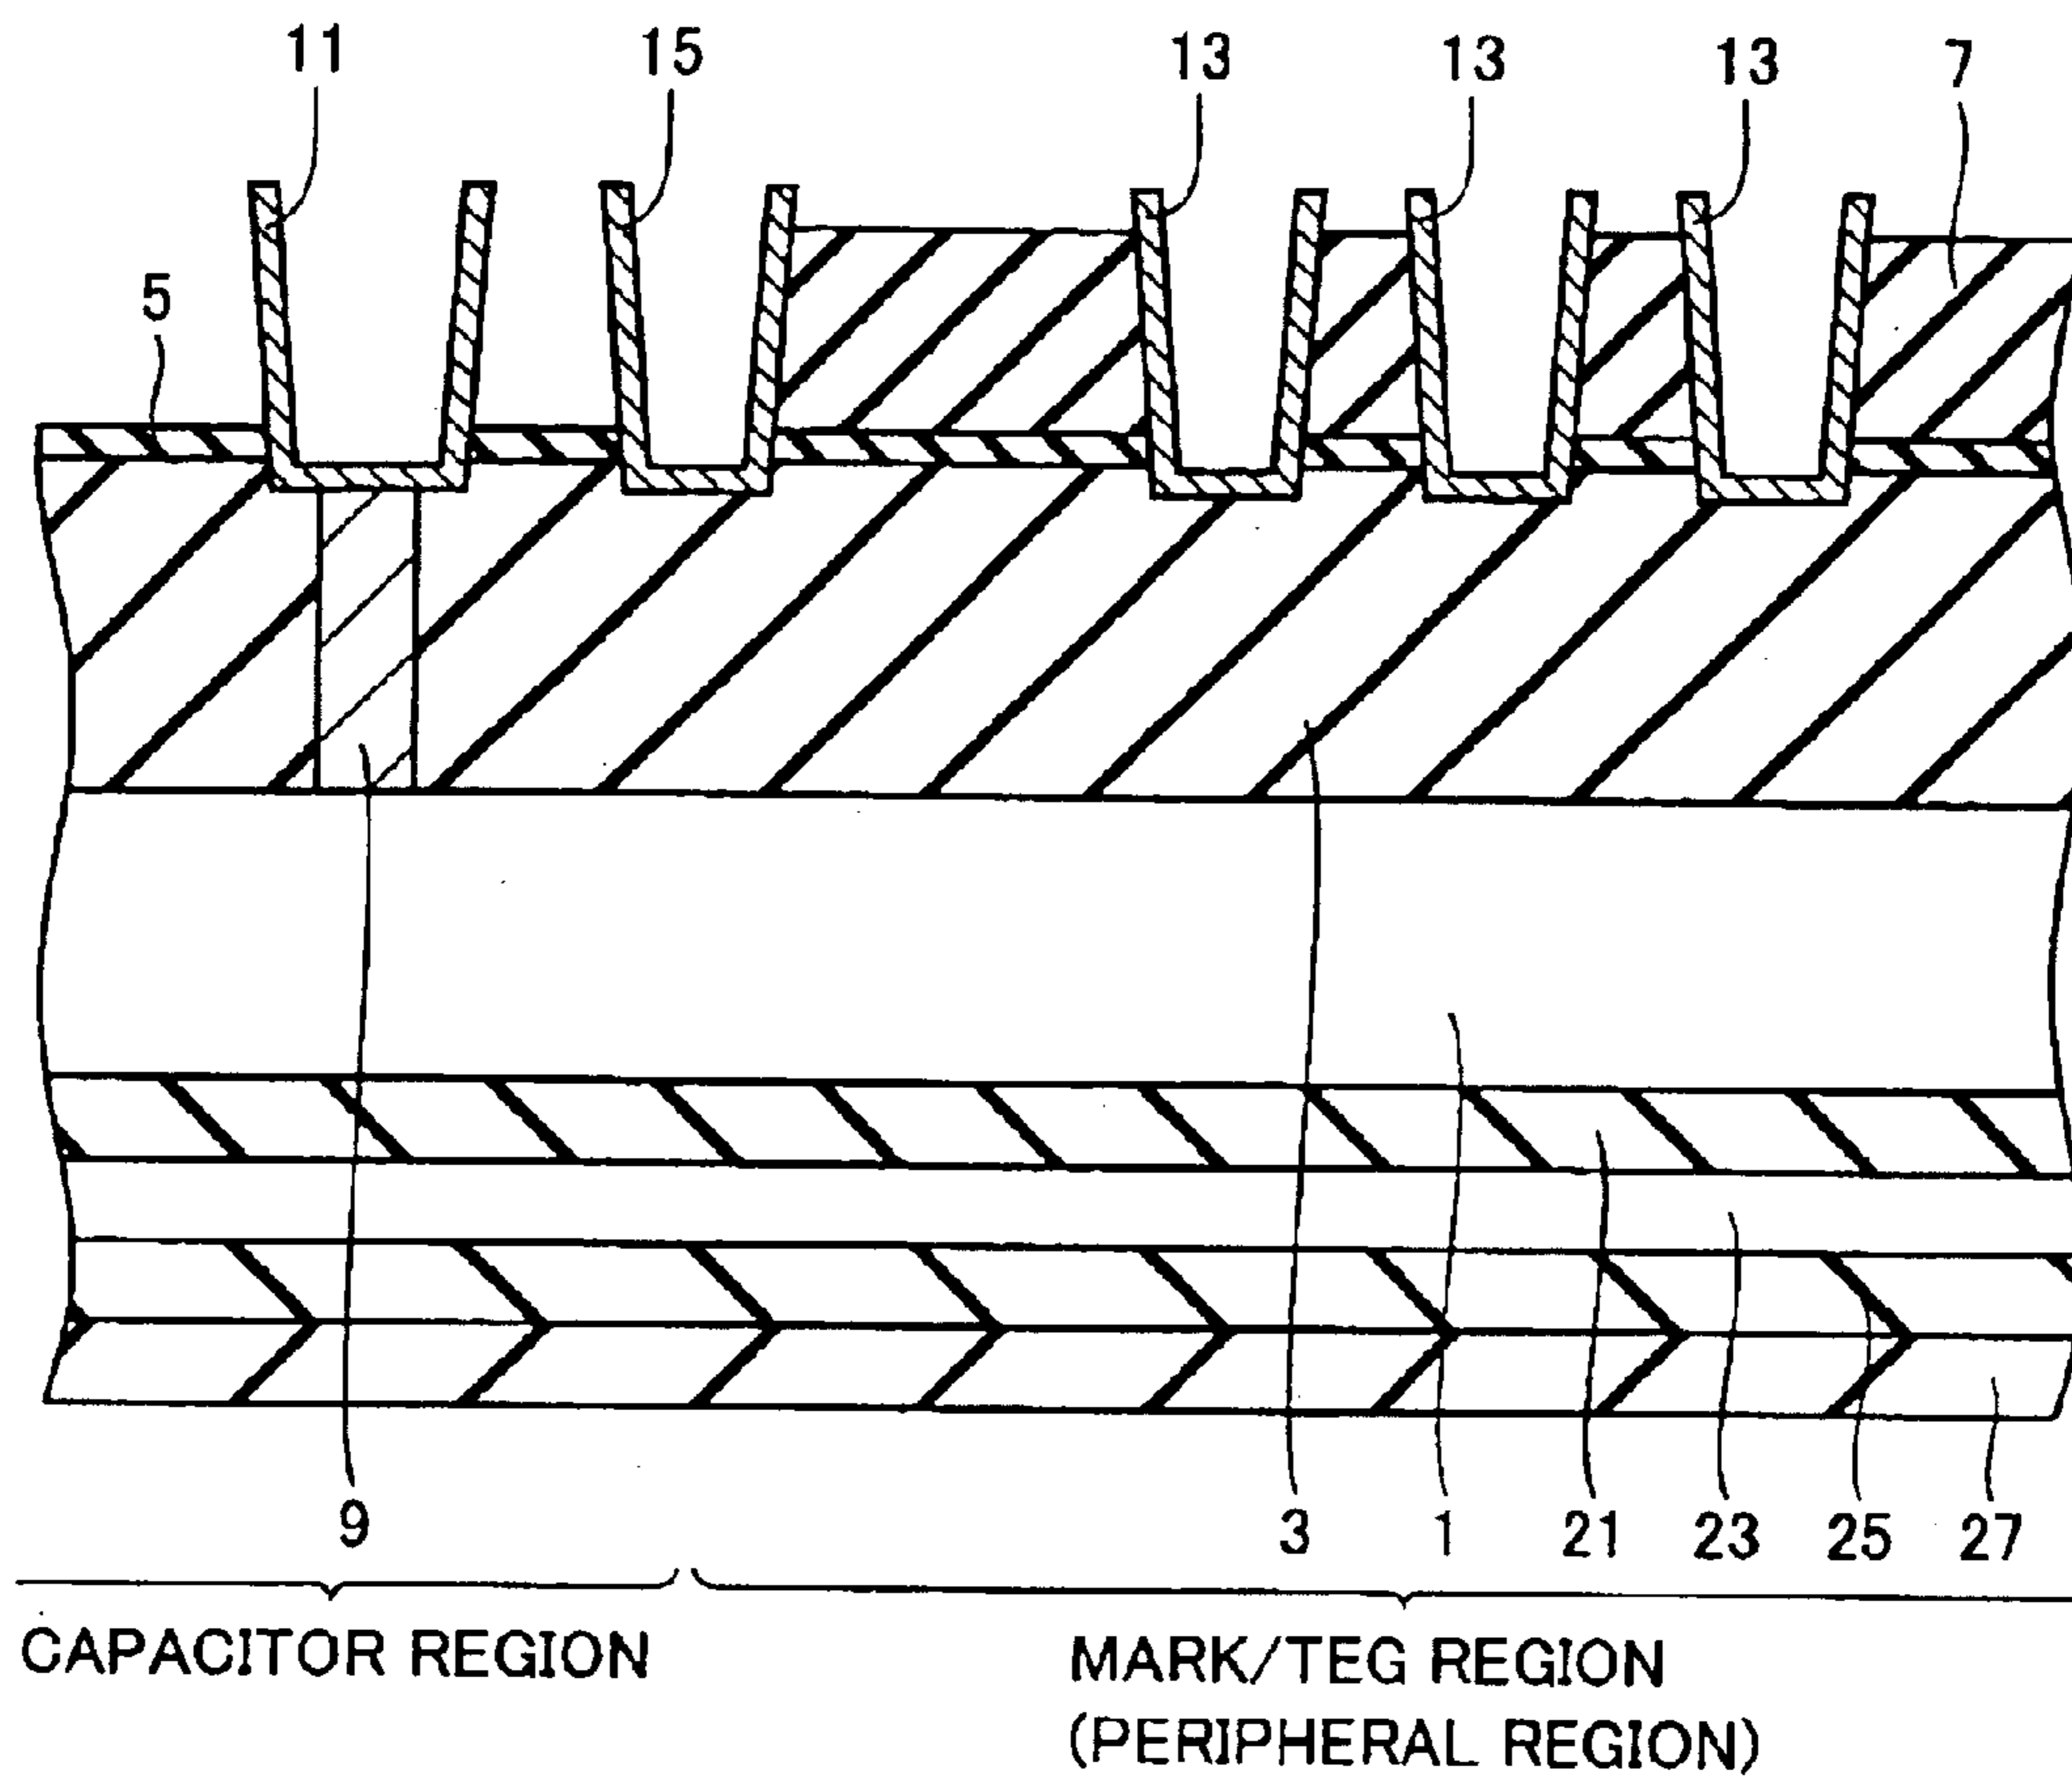 11 15 13 13 13 7
5
9 3 1 21 23 25 27
CAPACITOR REGION MARK/TEG REGION
(PERIPHERAL REGION)